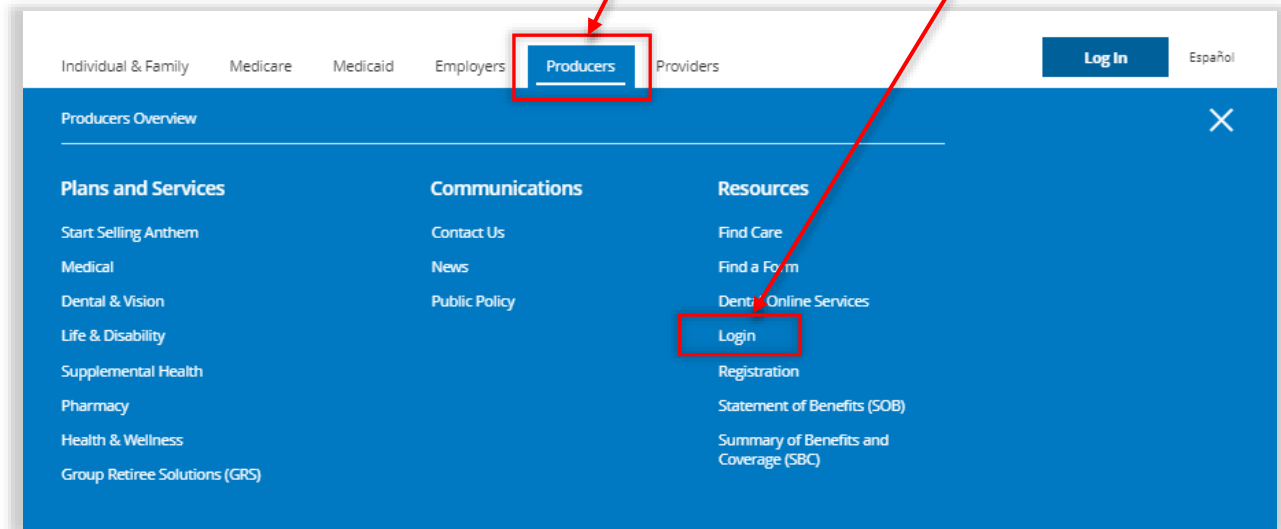 Individual & Family Medicare Medicaid Employers Producers Providers Log In Español
Producers Overview
Plans and Services
Start Selling Anthem
Medical
Dental & Vision
Life & Disability
Supplemental Health
Pharmacy
Health & Wellness
Group Retiree Solutions (GRS)
Communications
Contact Us
News
Public Policy
Resources
Find Care
Find a Form
Dental Online Services
Login
Registration
Statement of Benefits (SOB)
Summary of Benefits and
Coverage (SBC)